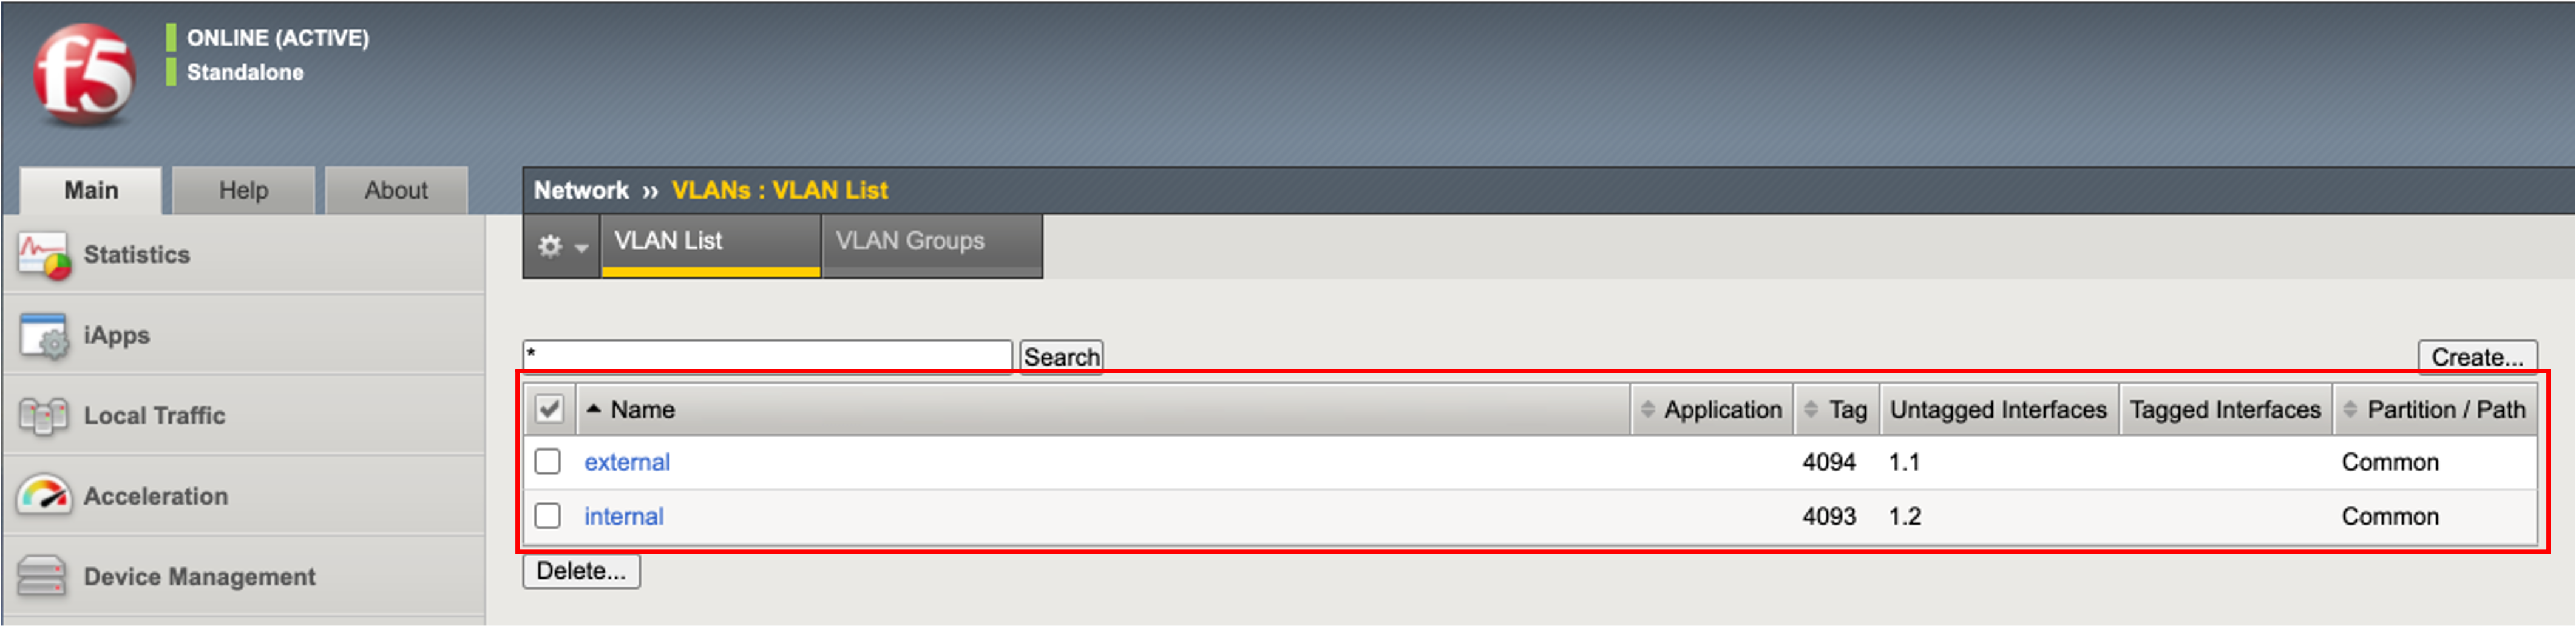 f5
ONLINE (ACTIVE)
Standalone
Main Help About
Network ›› VLANs : VLAN List
VLAN List VLAN Groups
Statistics
iApps
Local Traffic
Acceleration
Device Management
* Search Create...
Name Application Tag Untagged Interfaces Tagged Interfaces Partition / Path
external 4094 1.1 Common
internal 4093 1.2 Common
Delete...